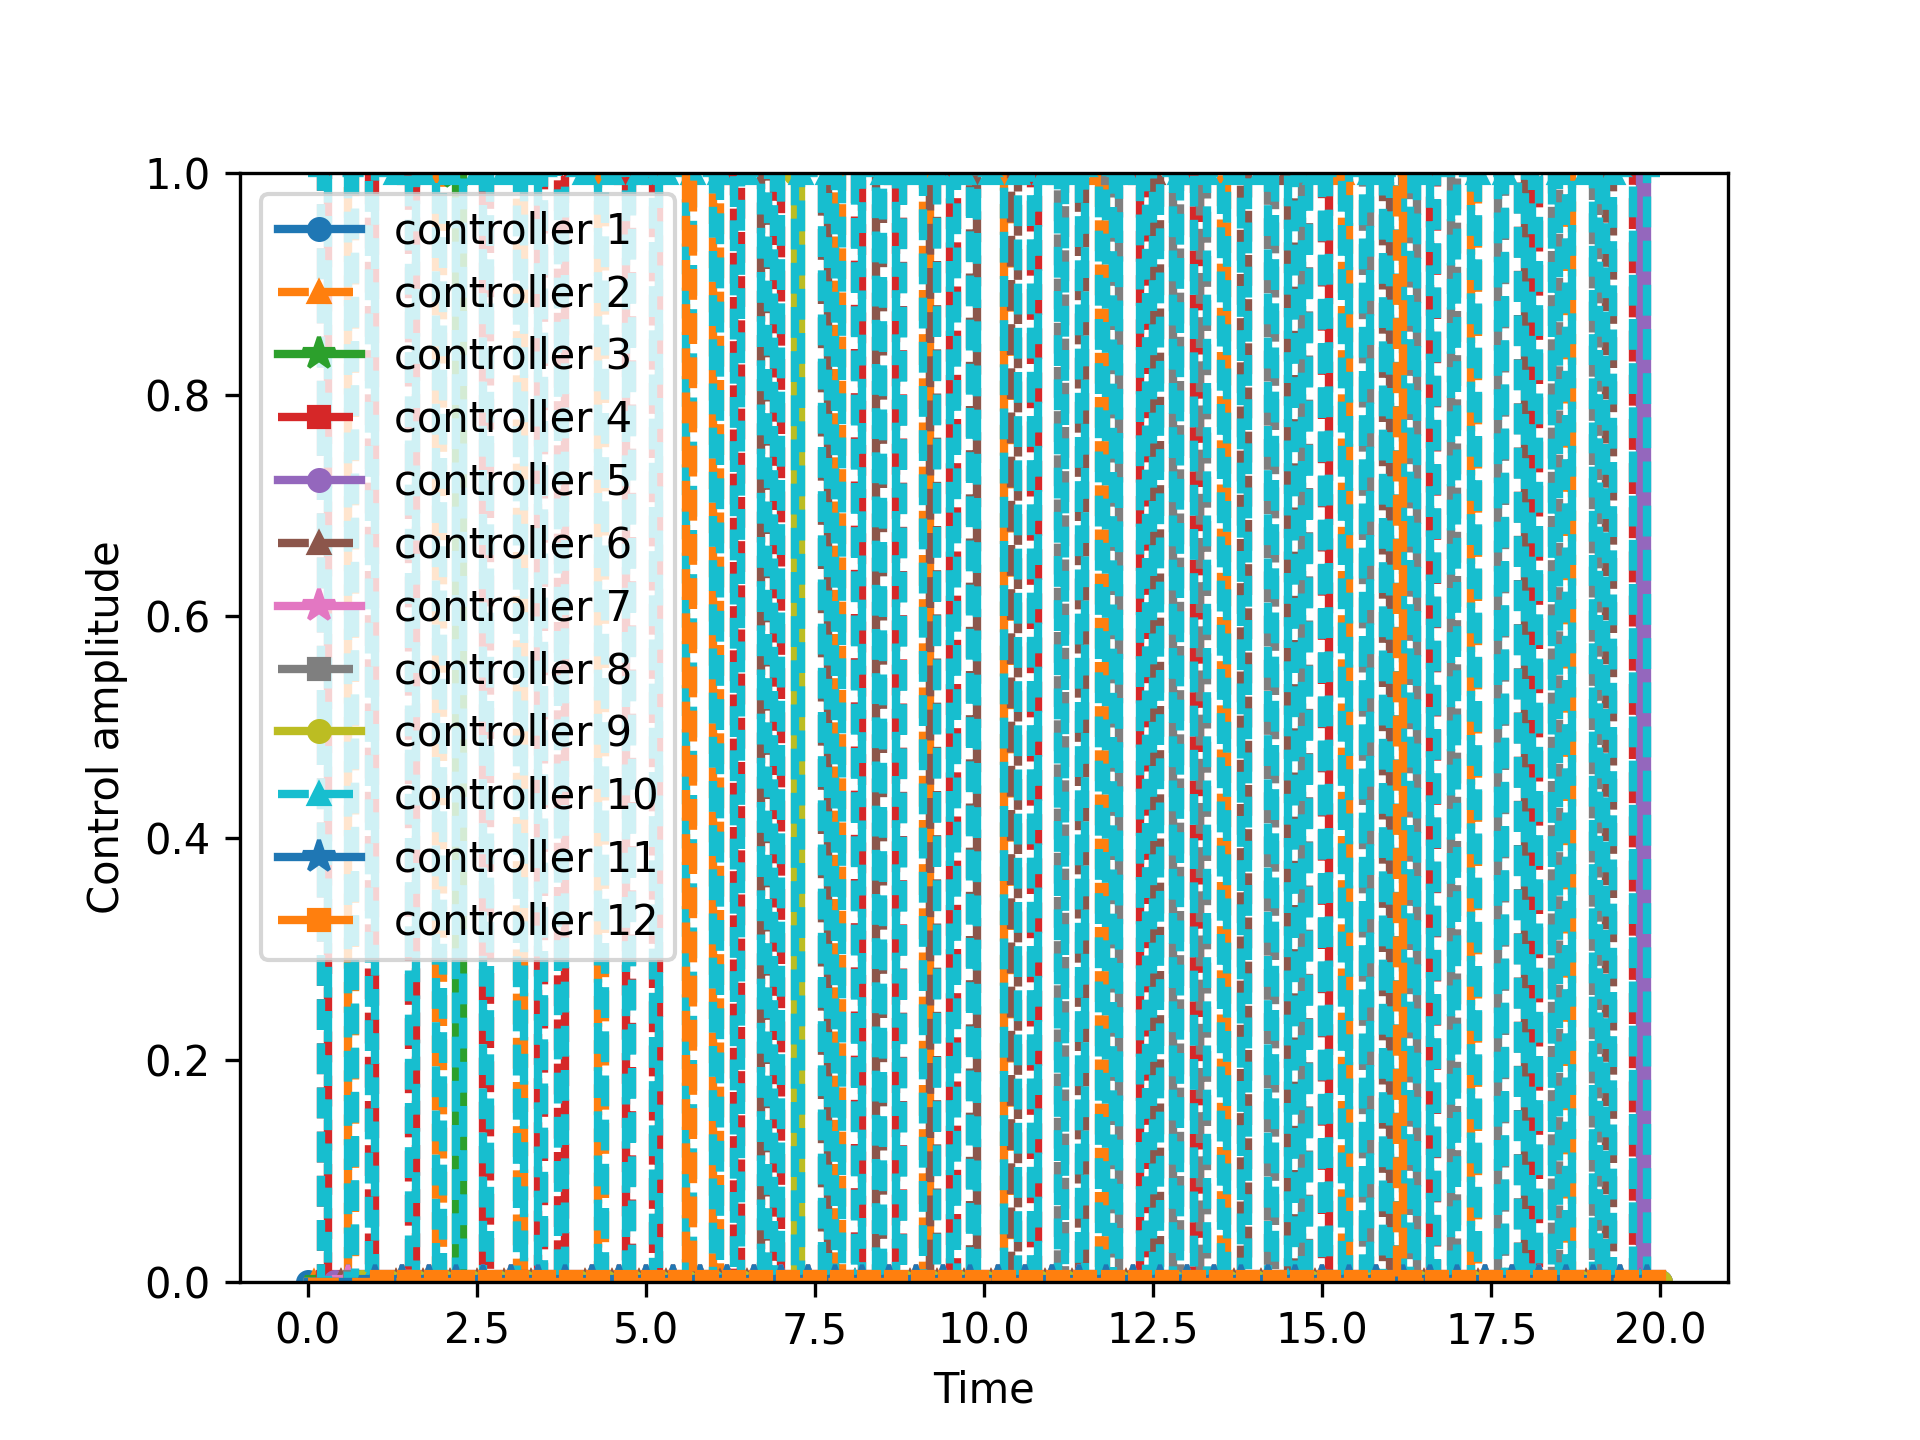 1.0
0.8
0.6
0.4
0.2
0.0
Control amplitude
controller 1
controller 2
controller 3
controller 4
controller 5
controller 6
controller 7
controller 8
controller 9
controller 10
controller 11
controller 12
0.0 2.5 5.0 7.5 10.0 12.5 15.0 17.5 20.0
Time